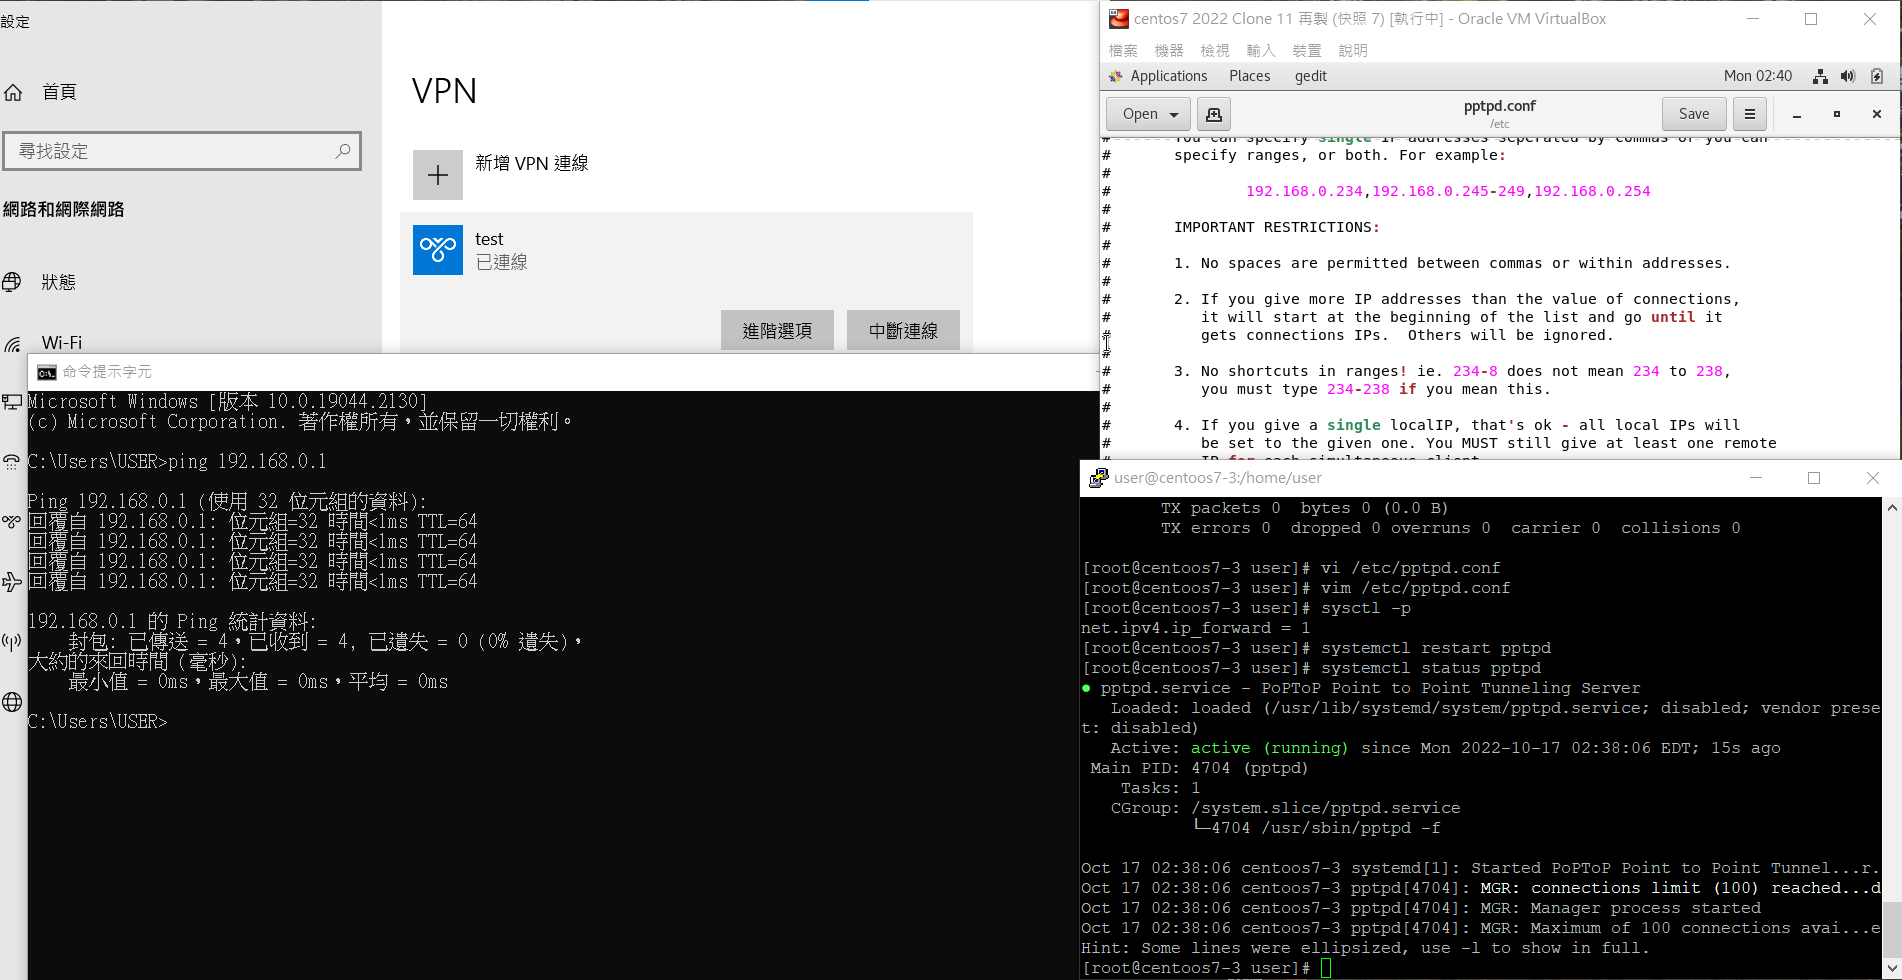 設定
首頁
尋找設定
網路和網際網路
狀態
Wi-Fi
VPN
新增 VPN 連線
test
已連線
進階選項
中斷連線
命令提示字元
Microsoft Windows [版本 10.0.19044.2130]
(c) Microsoft Corporation. 著作權所有，並保留一切權利。
C:\Users\USER>ping 192.168.0.1
Ping 192.168.0.1 (使用 32 位元組的資料):
回覆自 192.168.0.1: 位元組=32 時間<1ms TTL=64
回覆自 192.168.0.1: 位元組=32 時間<1ms TTL=64
回覆自 192.168.0.1: 位元組=32 時間<1ms TTL=64
回覆自 192.168.0.1: 位元組=32 時間<1ms TTL=64
192.168.0.1 的 Ping 統計資料:
封包: 已傳送 = 4，已收到 = 4, 已遺失 = 0 (0% 遺失)，
大約的來回時間 (毫秒):
最小值 = 0ms，最大值 = 0ms，平均 = 0ms
C:\Users\USER>
centos7 2022 Clone 11 再製 (快照 7) [執行中] - Oracle VM VirtualBox
檔案 機器 檢視 輸入 裝置 說明
Applications Places gedit Mon 02:40
Open pptpd.conf Save
/etc
You can specify single IP addresses seperated by commas or you can
# specify ranges, or both. For example:
#
# 192.168.0.234,192.168.0.245-249,192.168.0.254
#
# IMPORTANT RESTRICTIONS:
#
# 1. No spaces are permitted between commas or within addresses.
#
# 2. If you give more IP addresses than the value of connections,
# it will start at the beginning of the list and go until it
# gets connections IPs. Others will be ignored.
#
# 3. No shortcuts in ranges! ie. 234-8 does not mean 234 to 238,
# you must type 234-238 if you mean this.
#
# 4. If you give a single localIP, that's ok - all local IPs will
# be set to the given one. You MUST still give at least one remote
# IP for each simultaneous client.
user@centoos7-3:/home/user
TX packets 0 bytes 0 (0.0 B)
TX errors 0 dropped 0 overruns 0 carrier 0 collisions 0
[root@centoos7-3 user]# vi /etc/pptpd.conf
[root@centoos7-3 user]# vim /etc/pptpd.conf
[root@centoos7-3 user]# sysctl -p
net.ipv4.ip_forward = 1
[root@centoos7-3 user]# systemctl restart pptpd
[root@centoos7-3 user]# systemctl status pptpd
● pptpd.service - PoPToP Point to Point Tunneling Server
Loaded: loaded (/usr/lib/systemd/system/pptpd.service; disabled; vendor prese
t: disabled)
Active: active (running) since Mon 2022-10-17 02:38:06 EDT; 15s ago
Main PID: 4704 (pptpd)
Tasks: 1
CGroup: /system.slice/pptpd.service
└─4704 /usr/sbin/pptpd -f
Oct 17 02:38:06 centoos7-3 systemd[1]: Started PoPToP Point to Point Tunnel...r.
Oct 17 02:38:06 centoos7-3 pptpd[4704]: MGR: connections limit (100) reached...d
Oct 17 02:38:06 centoos7-3 pptpd[4704]: MGR: Manager process started
Oct 17 02:38:06 centoos7-3 pptpd[4704]: MGR: Maximum of 100 connections avai...e
Hint: Some lines were ellipsized, use -l to show in full.
[root@centoos7-3 user]#